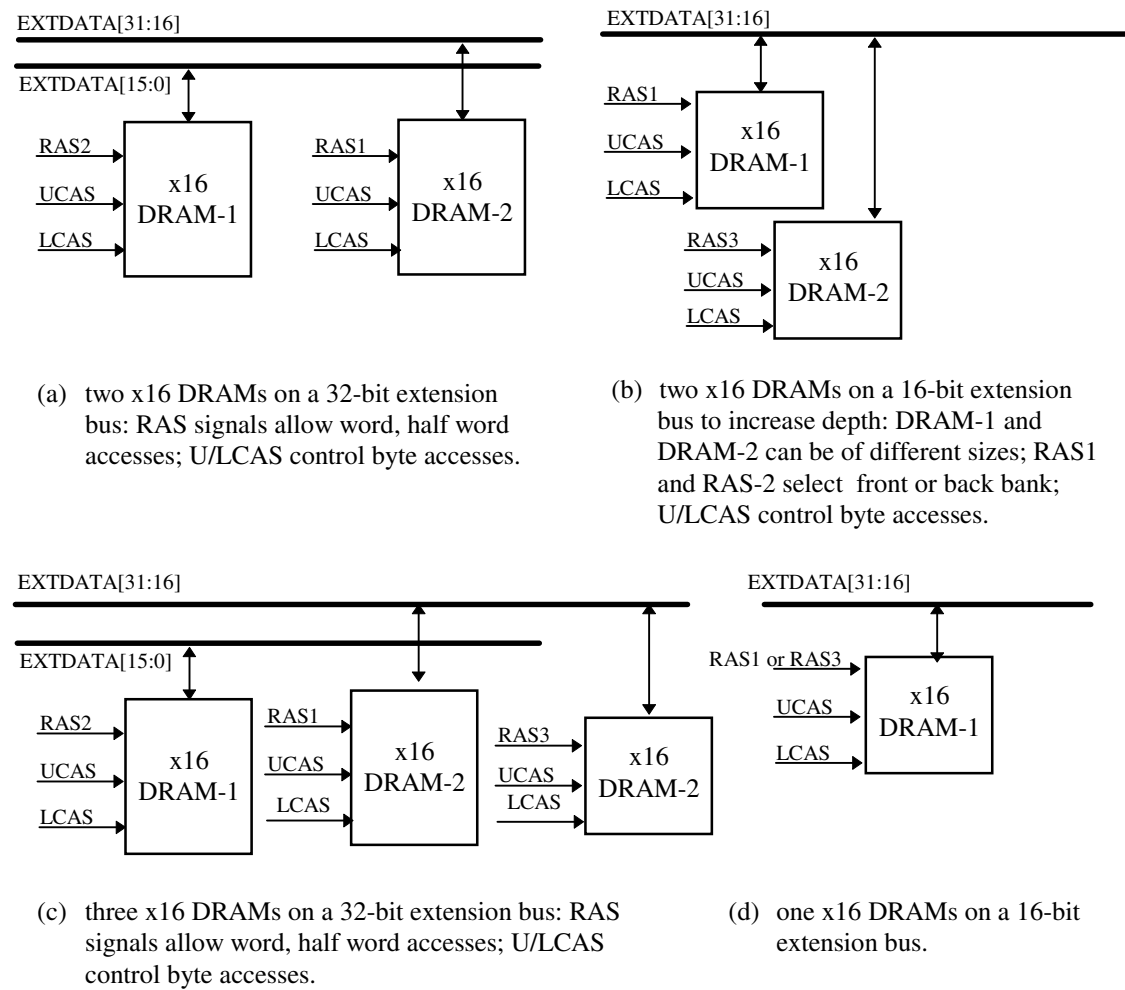 EXTDATA[31:16]
EXTDATA[15:0]
RAS2
UCAS
LCAS
x16
DRAM-1
RAS1
UCAS
LCAS
x16
DRAM-2
(a) two x16 DRAMs on a 32-bit extension
bus: RAS signals allow word, half word
accesses; U/LCAS control byte accesses.
EXTDATA[31:16]
RAS1
UCAS
LCAS
x16
DRAM-1
RAS3
UCAS
LCAS
x16
DRAM-2
(b) two x16 DRAMs on a 16-bit extension
bus to increase depth: DRAM-1 and
DRAM-2 can be of different sizes; RAS1
and RAS-2 select front or back bank;
U/LCAS control byte accesses.
EXTDATA[31:16]
EXTDATA[15:0]
RAS2
UCAS
LCAS
x16
DRAM-1
RAS1
UCAS
LCAS
x16
DRAM-2
RAS3
UCAS
LCAS
x16
DRAM-2
(c) three x16 DRAMs on a 32-bit extension bus: RAS
signals allow word, half word accesses; U/LCAS
control byte accesses.
EXTDATA[31:16]
RAS1 or RAS3
UCAS
LCAS
x16
DRAM-1
(d) one x16 DRAMs on a 16-bit
extension bus.